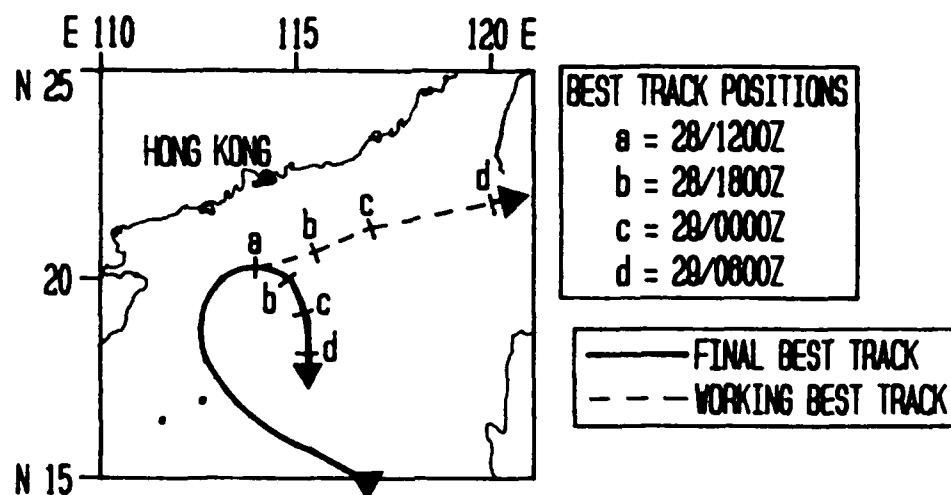 E 110 115 120 E
N 25
HONG KONG
BEST TRACK POSITIONS
a = 28/1200Z
b = 28/1800Z
c = 29/0000Z
d = 29/0600Z
d
c
b
a
20
b
c
d
FINAL BEST TRACK
WORKING BEST TRACK
N 15